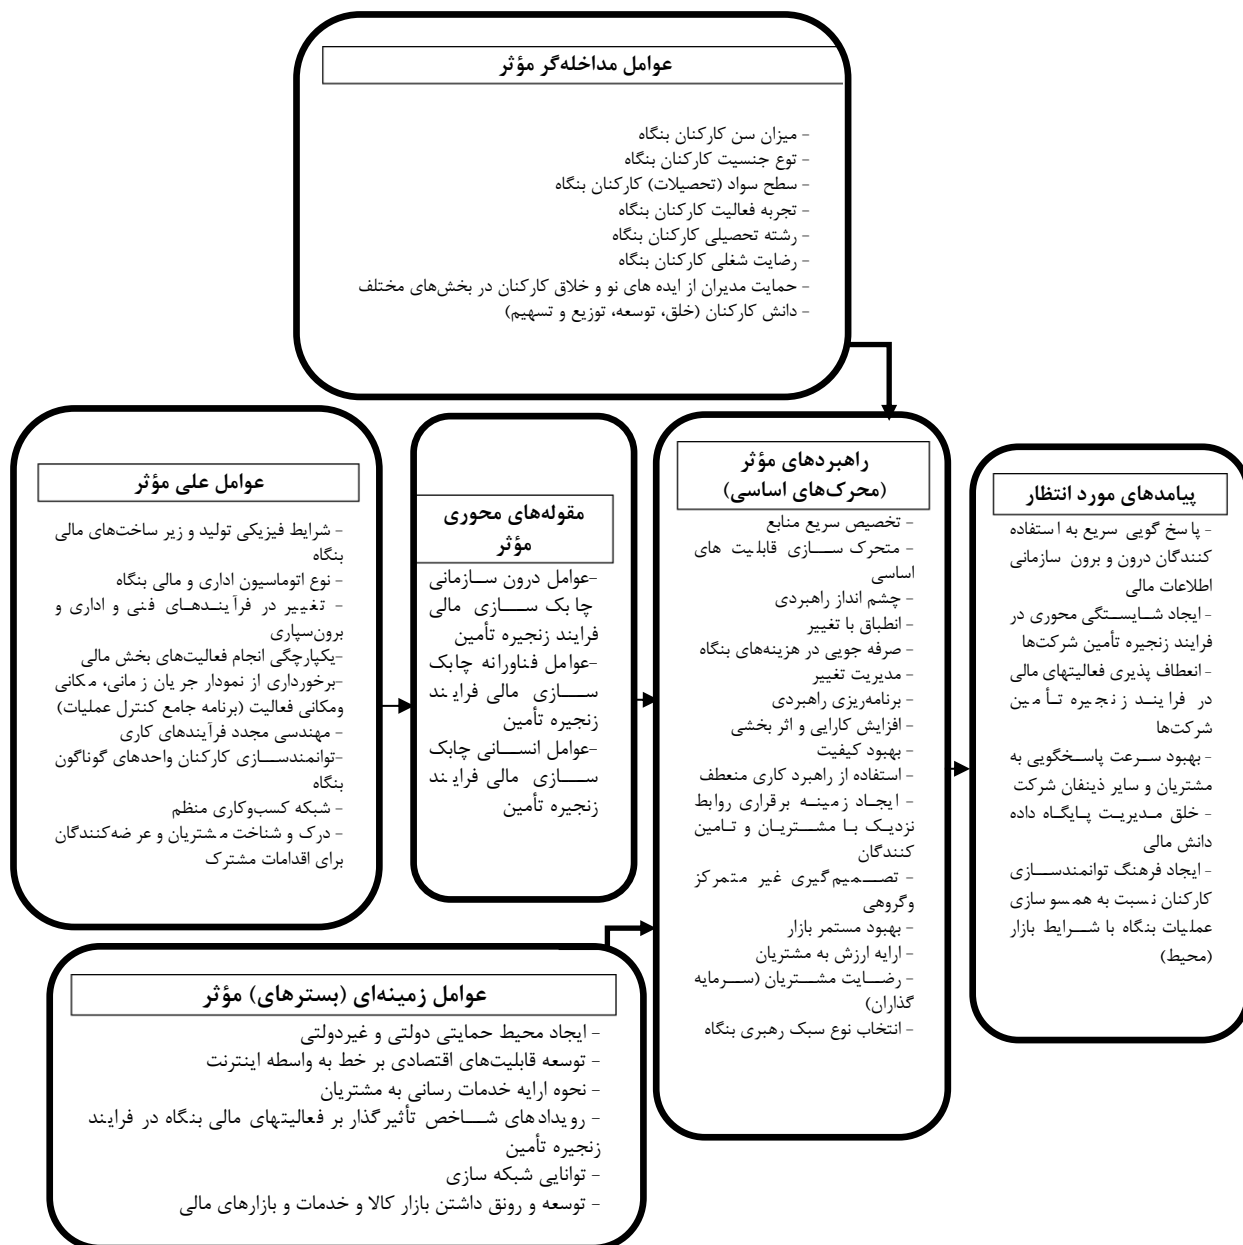 عوامل مداخله‌گر مؤثر
- میزان سن کارکنان بنگاه
- توع جنسیت کارکنان بنگاه
- سطح سواد (تحصیلات) کارکنان بنگاه
- تجربه فعالیت کارکنان بنگاه
- رشته تحصیلی کارکنان بنگاه
- رضایت شغلی کارکنان بنگاه
- حمایت مدیران از ایده های نو و خلاق کارکنان در بخش‌های مختلف
- دانش کارکنان (خلق، توسعه، توزیع و تسهیم)
عوامل علی مؤثر
- شرایط فیزیکی تولید و زیر ساخت‌های مالی
بنگاه
- نوع اتوماسیون اداری و مالی بنگاه
- تغییر در فرآیندهای فنی و اداری و
برون‌سپاری
-یکپارچگی انجام فعالیت‌های بخش مالی
-برخورداری از نمودار جریان زمانی، مکانی
ومکانی فعالیت (برنامه جامع کنترل عملیات)
- مهندسی مجدد فرآیندهای کاری
-توانمندسازی کارکنان واحدهای گوناگون
بنگاه
- شبکه کسب‌وکاری منظم
- درک و شناخت مشتریان و عرضه‌کنندگان
برای اقدامات مشترک
مقوله‌های محوری
مؤثر
-عوامل درون سازمانی
چابک سازی مالی
فرایند زنجیره تأمین
-عوامل فناورانه چابک
سازی مالی فرایند
زنجیره تأمین
-عوامل انسانی چابک
سازی مالی فرایند
زنجیره تأمین
راهبردهای مؤثر
(محرک‌های اساسی)
- تخصیص سریع منابع
- متحرک سازی قابلیت های
اساسی
- چشم انداز راهبردی
- انطباق با تغییر
- صرفه جویی در هزینه‌های بنگاه
- مدیریت تغییر
- برنامه‌ریزی راهبردی
- افزایش کارایی و اثر بخشی
- بهبود کیفیت
- استفاده از راهبرد کاری منعطف
- ایجاد زمینه برقراری روابط
نزدیک با مشتریان و تامین
کنندگان
- تصمیم‌گیری غیر متمرکز
وگروهی
- بهبود مستمر بازار
- ارایه ارزش به مشتریان
- رضایت مشتریان (سرمایه
گذاران)
- انتخاب نوع سبک رهبری بنگاه
پیامدهای مورد انتظار
- پاسخ گویی سریع به استفاده
کنندگان درون و برون سازمانی
اطلاعات مالی
- ایجاد شایستگی محوری در
فرایند زنجیره تأمین شرکت‌ها
- انعطاف پذیری فعالیتهای مالی
در فرایند زنجیره تأمین
شرکت‌ها
- بهبود سرعت پاسخگویی به
مشتریان و سایر ذینفان شرکت
- خلق مدیریت پایگاه داده
دانش مالی
- ایجاد فرهنگ توانمندسازی
کارکنان نسبت به همسو سازی
عملیات بنگاه با شرایط بازار
(محیط)
عوامل زمینه‌ای (بسترهای) مؤثر
- ایجاد محیط حمایتی دولتی و غیردولتی
- توسعه قابلیت‌های اقتصادی بر خط به واسطه اینترنت
- نحوه ارایه خدمات رسانی به مشتریان
- رویدادهای شاخص تأثیرگذار بر فعالیتهای مالی بنگاه در فرایند
زنجیره تأمین
- توانایی شبکه سازی
- توسعه و رونق داشتن بازار کالا و خدمات و بازارهای مالی